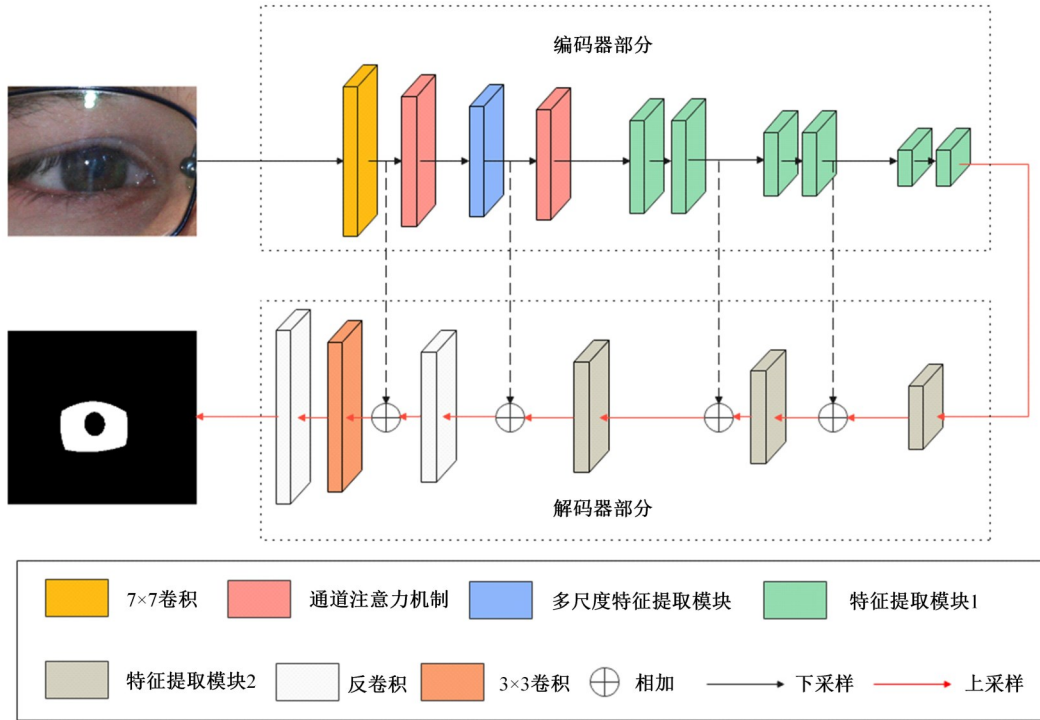 编码器部分
解码器部分
7×7卷积 通道注意力机制 多尺度特征提取模块 特征提取模块1
特征提取模块2 反卷积 3×3卷积 相加 下采样 上采样